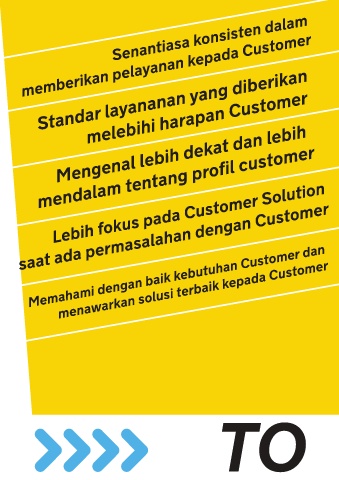 Senantiasa konsisten dalam
memberikan pelayanan kepada Customer
Standar layananan yang diberikan
melebihi harapan Customer
Mengenal lebih dekat dan lebih
mendalam tentang profil customer
Lebih fokus pada Customer Solution
saat ada permasalahan dengan Customer
Memahami dengan baik kebutuhan Customer dan
menawarkan solusi terbaik kepada Customer
TO